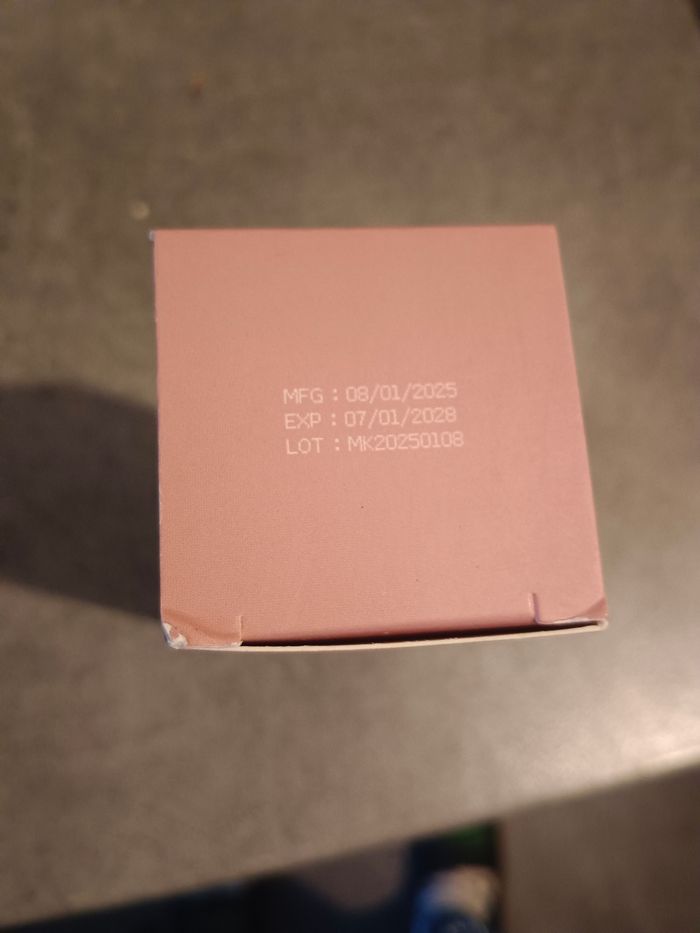 MFG : 08/01/2025
EXP : 07/01/2028
LOT : MK20250108